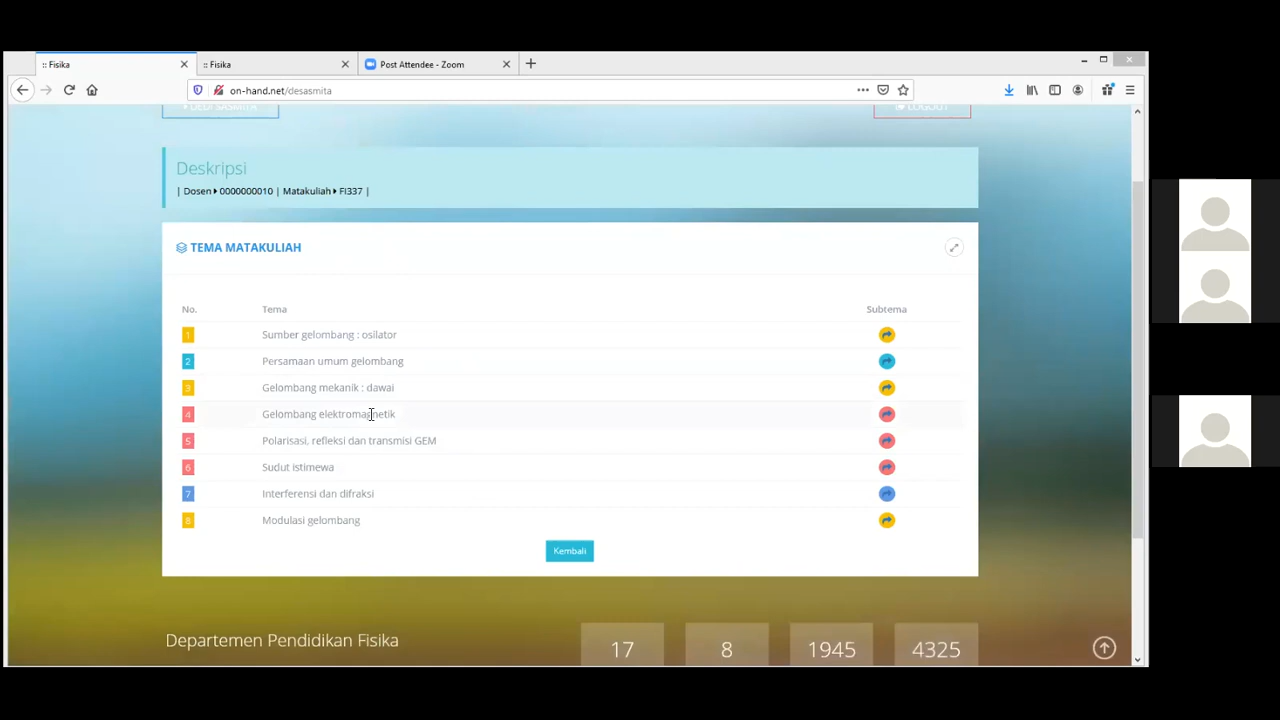 :: Fisika
:: Fisika
Post Attendee - Zoom
on-hand.net/desasmita
DEDI SASMITA
LOGOUT
Deskripsi
| Dosen 0000000010 | Matakuliah FI337 |
TEMA MATAKULIAH
No. Tema Subtema
1 Sumber gelombang : osilator
2 Persamaan umum gelombang
3 Gelombang mekanik : dawai
4 Gelombang elektromagnetik
5 Polarisasi, refleksi dan transmisi GEM
6 Sudut istimewa
7 Interferensi dan difraksi
8 Modulasi gelombang
Kembali
Departemen Pendidikan Fisika
17 8 1945 4325